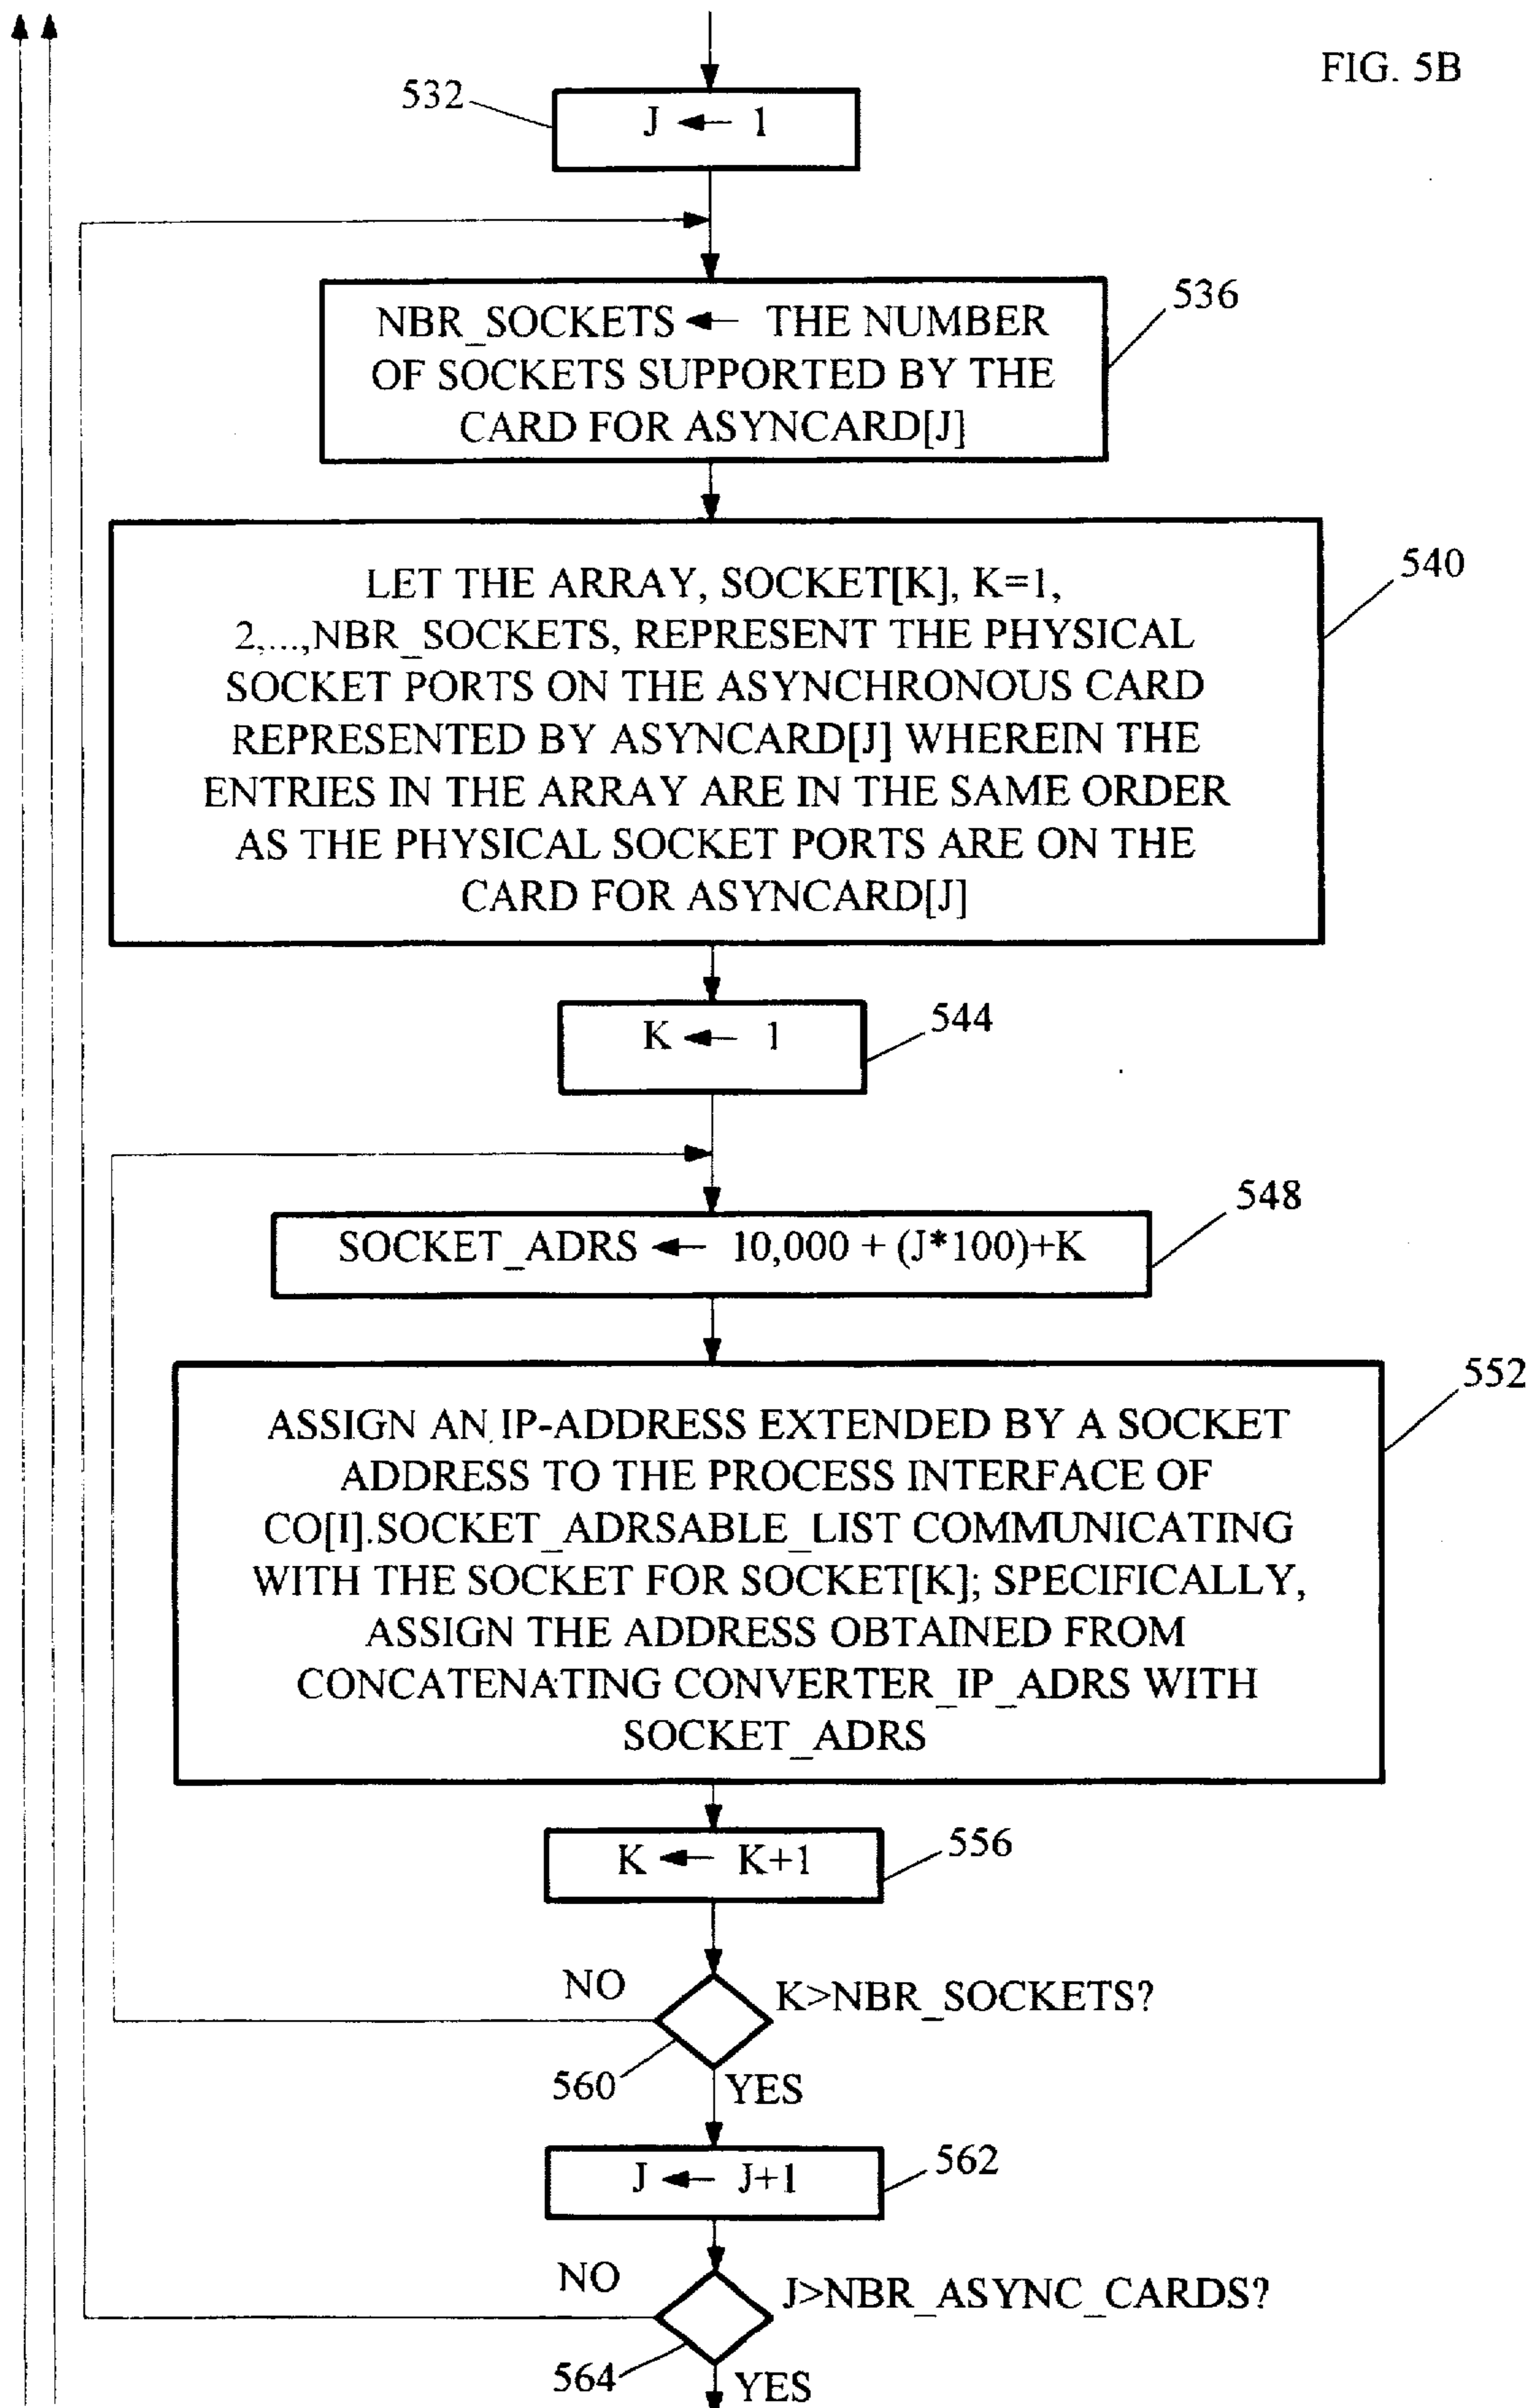 FIG. 5B
532
J ← 1
536
NBR_SOCKETS ← THE NUMBER
OF SOCKETS SUPPORTED BY THE
CARD FOR ASYNCARD[J]
540
LET THE ARRAY, SOCKET[K], K=1,
2,...,NBR_SOCKETS, REPRESENT THE PHYSICAL
SOCKET PORTS ON THE ASYNCHRONOUS CARD
REPRESENTED BY ASYNCARD[J] WHEREIN THE
ENTRIES IN THE ARRAY ARE IN THE SAME ORDER
AS THE PHYSICAL SOCKET PORTS ARE ON THE
CARD FOR ASYNCARD[J]
544
K ← 1
548
SOCKET_ADRS ← 10,000 + (J*100)+K
552
ASSIGN AN IP-ADDRESS EXTENDED BY A SOCKET
ADDRESS TO THE PROCESS INTERFACE OF
CO[I].SOCKET_ADRSABLE_LIST COMMUNICATING
WITH THE SOCKET FOR SOCKET[K]; SPECIFICALLY,
ASSIGN THE ADDRESS OBTAINED FROM
CONCATENATING CONVERTER_IP_ADRS WITH
SOCKET_ADRS
556
K ← K+1
NO
K>NBR_SOCKETS?
560
YES
562
J ← J+1
NO
J>NBR_ASYNC_CARDS?
564
YES